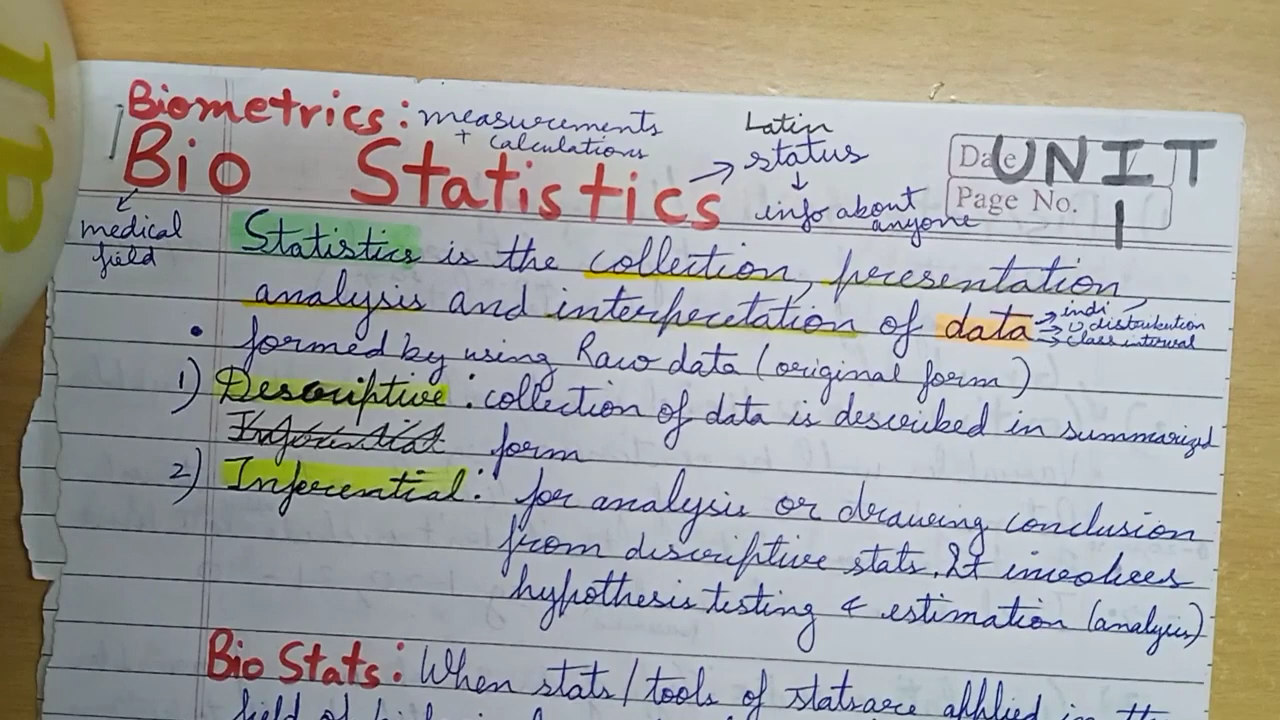 Biometrics: measurements
+ calculations
Bio Statistics → Latin
status
↓
info about
anyone
Date UNIT
Page No. I
medical
field
Statistics is the collection, presentation,
analysis and interpretation of data → indi
→ distribution
→ class interval
• formed by using Raw data (original form)
1) Descriptive: collection of data is described in summarized
form
2) Inferential: for analysis or drawing conclusion
from descriptive stats. It involves
hypothesis testing & estimation (analysis)
Bio Stats: When stats/tools of stats are applied in the
field of